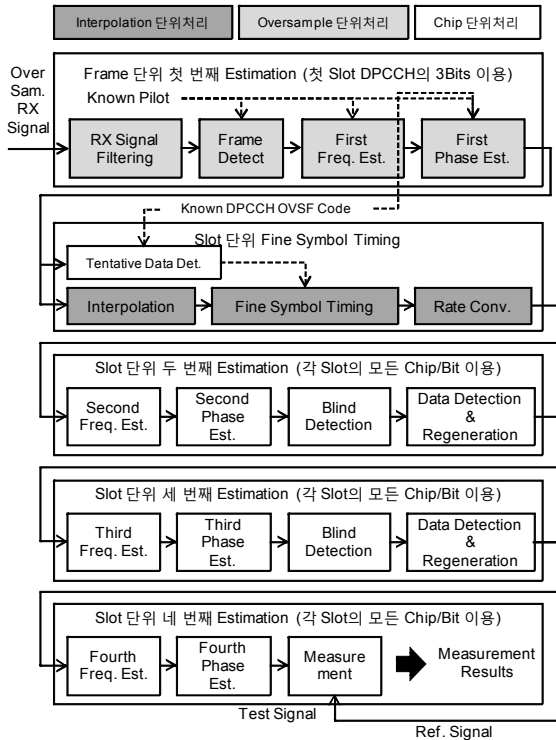 Interpolation 단위처리
Oversample 단위처리
Chip 단위처리
Over
Sam.
RX
Signal
Frame 단위 첫 번째 Estimation (첫 Slot DPCCH의 3Bits 이용)
Known Pilot
RX Signal
Filtering
Frame
Detect
First
Freq. Est.
First
Phase Est.
Known DPCCH OVSF Code
Slot 단위 Fine Symbol Timing
Tentative Data Det.
Interpolation
Fine Symbol Timing
Rate Conv.
Slot 단위 두 번째 Estimation (각 Slot의 모든 Chip/Bit 이용)
Second
Freq. Est.
Second
Phase
Est.
Blind
Detection
Data Detection
&
Regeneration
Slot 단위 세 번째 Estimation (각 Slot의 모든 Chip/Bit 이용)
Third
Freq. Est.
Third
Phase
Est.
Blind
Detection
Data Detection
&
Regeneration
Slot 단위 네 번째 Estimation (각 Slot의 모든 Chip/Bit 이용)
Fourth
Freq. Est.
Fourth
Phase
Est.
Measure
ment
Measurement
Results
Test Signal
Ref. Signal